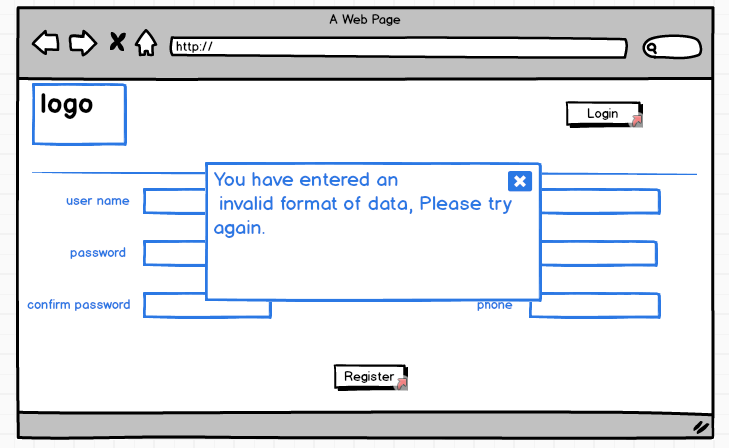 A Web Page
http://
logo
Login
You have entered an
invalid format of data, Please try
again.
user name
password
confirm password
phone
Register